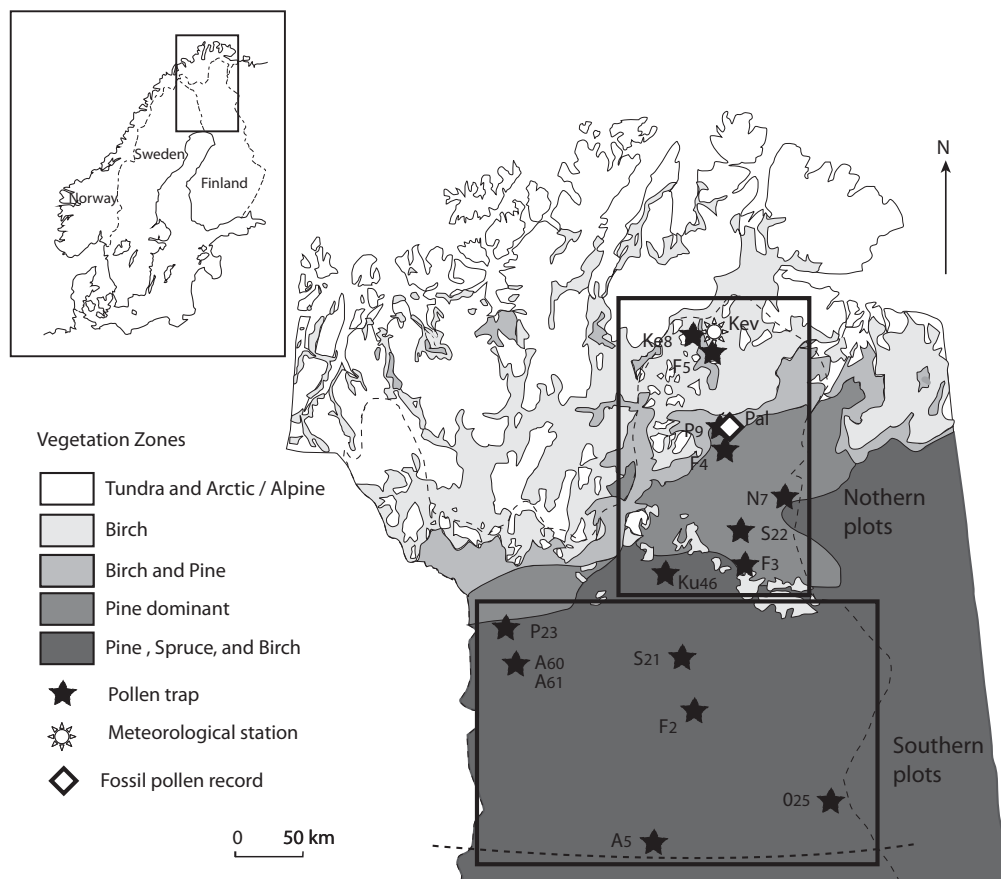 Sweden
Finland
Norway
N
Kev
Ke8
F5
Pal
P9
F4
N7
Nothern
plots
S22
F3
Ku46
Vegetation Zones
Tundra and Arctic / Alpine
Birch
Birch and Pine
Pine dominant
Pine , Spruce, and Birch
Pollen trap
Meteorological station
Fossil pollen record
0 50 km
P23
A60
A61
S21
F2
Southern
plots
025
A5